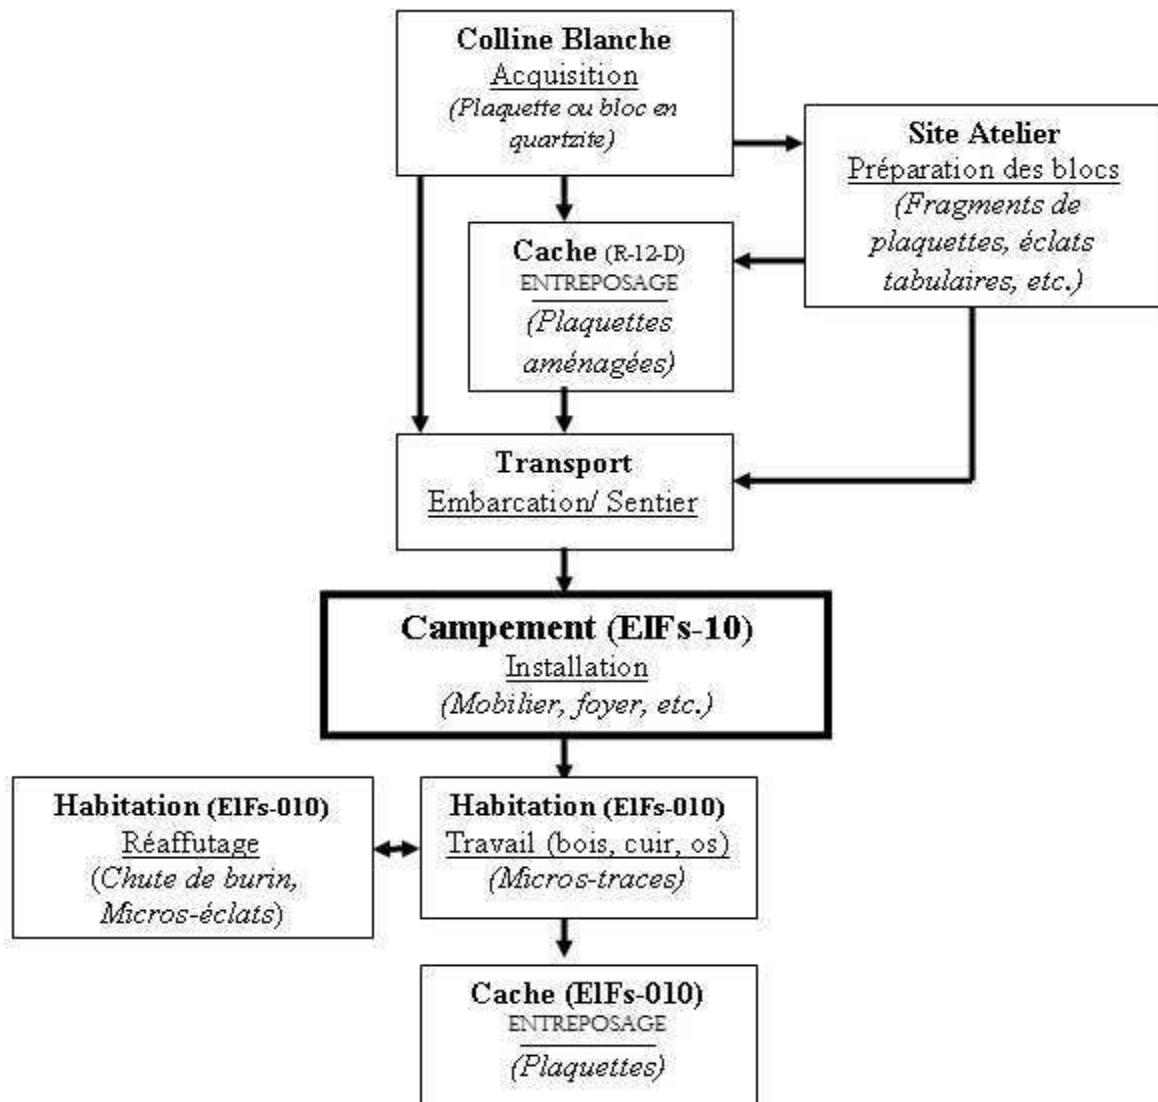 Colline Blanche
Acquisition
(Plaquette ou bloc en
quartzite)
Site Atelier
Préparation des blocs
(Fragments de
plaquettes, éclats
tabulaires, etc.)
Cache (R-12-D)
ENTREPOSAGE
(Plaquettes
aménagées)
Transport
Embarcation/ Sentier
Campement (ElFs-10)
Installation
(Mobilier, foyer, etc.)
Habitation (ElFs-010)
Réaffutage
(Chute de burin,
Micros-éclats)
Habitation (ElFs-010)
Travail (bois, cuir, os)
(Micros-traces)
Cache (ElFs-010)
ENTREPOSAGE
(Plaquettes)